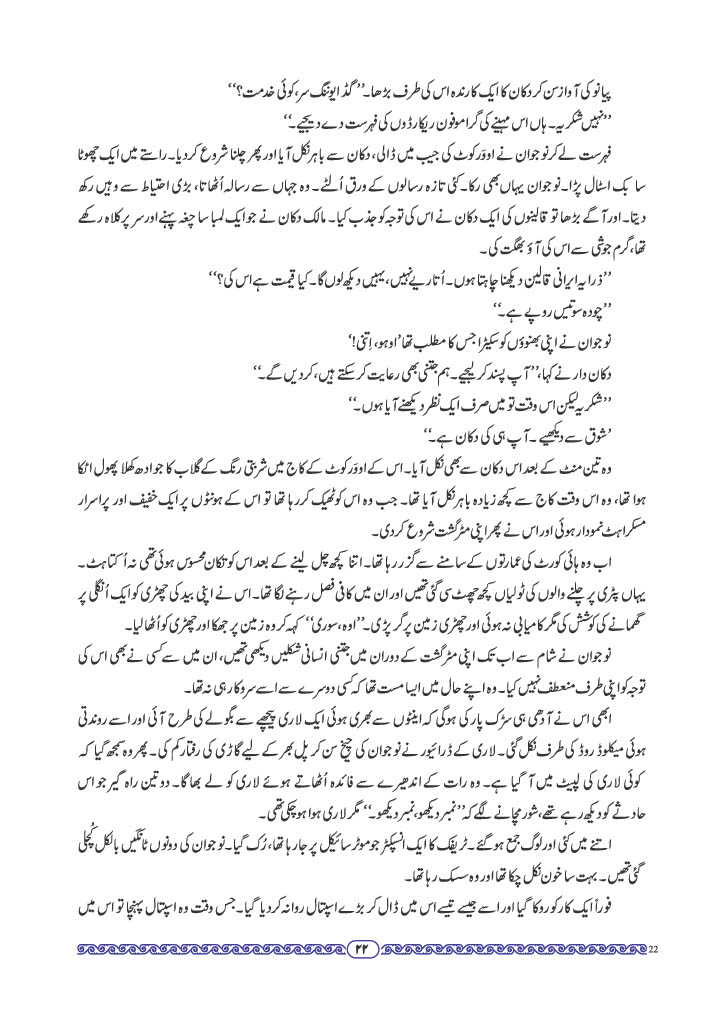 پیانو کی آواز سن کر دکان کا ایک کارندہ اس کی طرف بڑھا۔’’گڈ ایوننگ سر، کوئی خدمت؟‘‘
’’نہیں شکریہ۔ ہاں اس مہینے کی گراموفون ریکارڈوں کی فہرست دے دیجیے۔‘‘
فہرست لے کر نوجوان نے اوورکوٹ کی جیب میں ڈالی، دکان سے باہر نکل آیا اور پھر چلنا شروع کردیا۔ راستے میں ایک چھوٹا
سا بک اسٹال پڑا۔ نوجوان یہاں بھی رکا۔ کئی تازہ رسالوں کے ورق اُلٹے۔ وہ جہاں سے رسالہ اُٹھاتا، بڑی احتیاط سے وہیں رکھ
دیتا۔ اور آگے بڑھا تو قالینوں کی ایک دکان نے اس کی توجہ کو جذب کیا۔ مالک دکان نے جو ایک لمبا سا چغہ پہنے اور سر پر کلاہ رکھے
تھا، گرم جوشی سے اس کی آؤ بھگت کی۔
’’ذرا یہ ایرانی قالین دیکھنا چاہتا ہوں۔ اُتاریے نہیں، یہیں دیکھ لوں گا۔ کیا قیمت ہے اس کی؟‘‘
’’چودہ سو تیس روپے ہے۔‘‘
نوجوان نے اپنی بھنوؤں کو سکیڑا جس کا مطلب تھا ’اوہو، اِتنی!‘
دکان دار نے کہا، ’’آپ پسند کر لیجیے۔ ہم جتنی بھی رعایت کرسکتے ہیں، کردیں گے۔‘‘
’’شکریہ لیکن اس وقت تو میں صرف ایک نظر دیکھنے آیا ہوں۔‘‘
’شوق سے دیکھیے۔ آپ ہی کی دکان ہے۔‘‘
وہ تین منٹ کے بعد اس دکان سے بھی نکل آیا۔ اس کے اوورکوٹ کے کاج میں شربتی رنگ کے گلاب کا جو ادھ کھلا پھول اٹکا
ہوا تھا، وہ اس وقت کاج سے کچھ زیادہ باہر نکل آیا تھا۔ جب وہ اس کو ٹھیک کر رہا تھا تو اس کے ہونٹوں پر ایک خفیف اور پراسرار
مسکراہٹ نمودار ہوئی اور اس نے پھر اپنی مٹرگشت شروع کردی۔
اب وہ ہائی کورٹ کی عمارتوں کے سامنے سے گزر رہا تھا۔ اتنا کچھ چل لینے کے بعد اس کو تکان محسوس ہوئی تھی نہ اُکتاہٹ۔
یہاں پٹری پر چلنے والوں کی ٹولیاں کچھ چھٹ سی گئی تھیں اور ان میں کافی فصل رہنے لگا تھا۔ اس نے اپنی بید کی چھڑی کو ایک اُنگلی پر
گھمانے کی کوشش کی مگر کامیابی نہ ہوئی اور چھڑی زمین پر گر پڑی۔ ’’اوہ، سوری‘‘ کہہ کر وہ زمین پر جھکا اور چھڑی کو اُٹھا لیا۔
نوجوان نے شام سے اب تک اپنی مٹرگشت کے دوران میں جتنی انسانی شکلیں دیکھی تھیں، ان میں سے کسی نے بھی اس کی
توجہ کو اپنی طرف منعطف نہیں کیا۔ وہ اپنے حال میں ایسا مست تھا کہ کسی دوسرے سے اسے سروکار ہی نہ تھا۔
ابھی اس نے آدھی ہی سڑک پار کی ہوگی کہ اینٹوں سے بھری ہوئی ایک لاری پیچھے سے بگولے کی طرح آئی اور اسے روندتی
ہوئی میکلوڈ روڈ کی طرف نکل گئی۔ لاری کے ڈرائیور نے نوجوان کی چیخ سن کر پل بھر کے لیے گاڑی کی رفتار کم کی۔ پھر وہ سمجھ گیا کہ
کوئی لاری کی لپیٹ میں آ گیا ہے۔ وہ رات کے اندھیرے سے فائدہ اُٹھاتے ہوئے لاری کو لے بھاگا۔ دو تین راہ گیر جو اس
حادثے کو دیکھ رہے تھے، شور مچانے لگے کہ ’’نمبر دیکھو، نمبر دیکھو۔‘‘ مگر لاری ہوا ہوچکی تھی۔
اتنے میں کئی اور لوگ جمع ہوگئے۔ ٹریفک کا ایک انسپکٹر جو موٹر سائیکل پر جا رہا تھا، رُک گیا۔ نوجوان کی دونوں ٹانگیں بالکل کُچلی
گئی تھیں۔ بہت سا خون نکل چکا تھا اور وہ سسک رہا تھا۔
فوراً ایک کار کو روکا گیا اور اسے جیسے تیسے اس میں ڈال کر بڑے اسپتال روانہ کردیا گیا۔ جس وقت وہ اسپتال پہنچا تو اس میں
۲۲
22